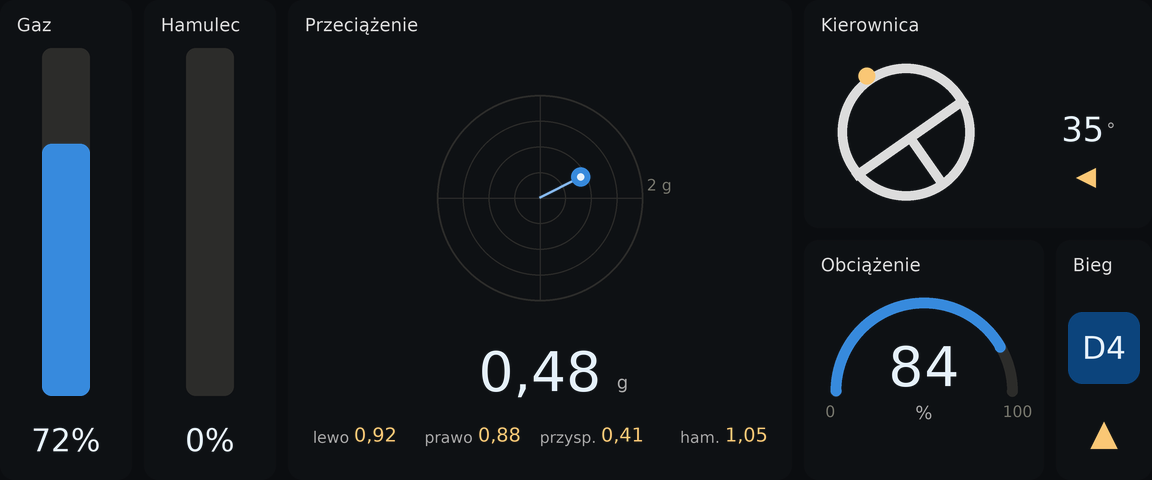 Gaz
72%
Hamulec
0%
Przeciążenie
2 g
0,48 g
lewo 0,92 prawo 0,88 przysp. 0,41 ham. 1,05
Kierownica
35°
Obciążenie
84
0 % 100
Bieg
D4